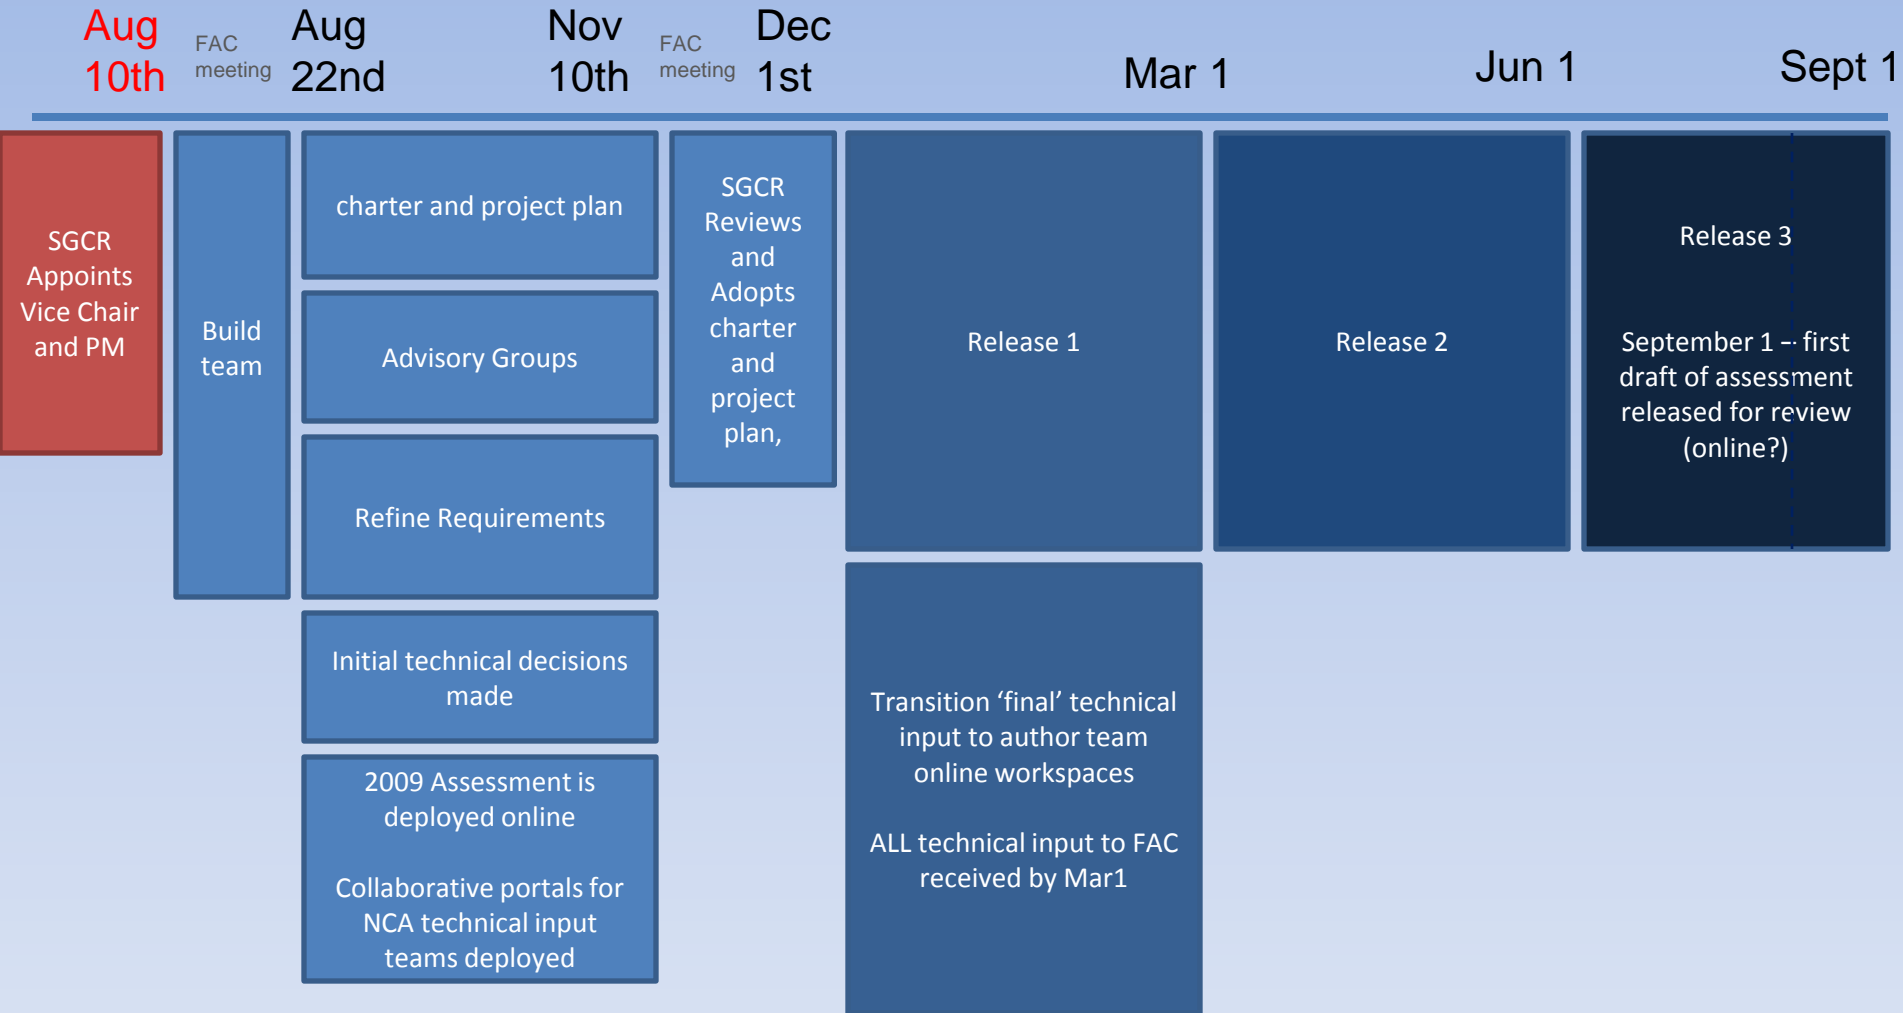 Aug
10th
FAC
meeting
Aug
22nd
Nov
10th
FAC
meeting
Dec
1st
Mar 1
Jun 1
Sept 1
SGCR
Appoints
Vice Chair
and PM
Build
team
charter and project plan
Advisory Groups
Refine Requirements
Initial technical decisions
made
2009 Assessment is
deployed online
Collaborative portals for
NCA technical input
teams deployed
SGCR
Reviews
and
Adopts
charter
and
project
plan,
Release 1
Transition ‘final’ technical
input to author team
online workspaces
ALL technical input to FAC
received by Mar1
Release 2
Release 3
September 1 – first
draft of assessment
released for review
(online?)